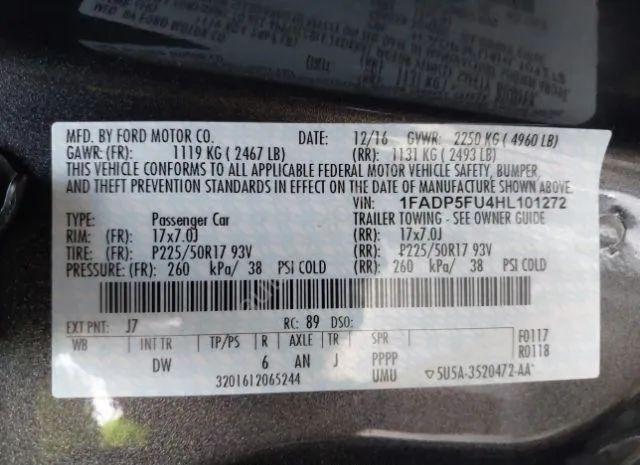 MFD. BY FORD MOTOR CO. DATE: 12/16 GVWR: 2250 KG ( 4960 LB)
GAWR: (FR): 1119 KG ( 2467 LB) (RR): 1131 KG ( 2493 LB)
THIS VEHICLE CONFORMS TO ALL APPLICABLE FEDERAL MOTOR VEHICLE SAFETY, BUMPER,
AND THEFT PREVENTION STANDARDS IN EFFECT ON THE DATE OF MANUFACTURE SHOWN ABOVE.
VIN: 1FADP5FU4HL101272
TYPE: Passenger Car TRAILER TOWING - SEE OWNER GUIDE
RIM: (FR): 17x7.0J (RR): 17x7.0J
TIRE: (FR): P225/50R17 93V (RR): P225/50R17 93V
PRESSURE: (FR): 260 kPa/ 38 PSI COLD (RR): 260 kPa/ 38 PSI COLD
EXT PNT: J7 RC: 89 DSO:
WB INT TR TP/PS R AXLE TR SPR F0117
DW 6 AN J PPPP R0118
3201612065244 UMU 5U5A-3520472-AA